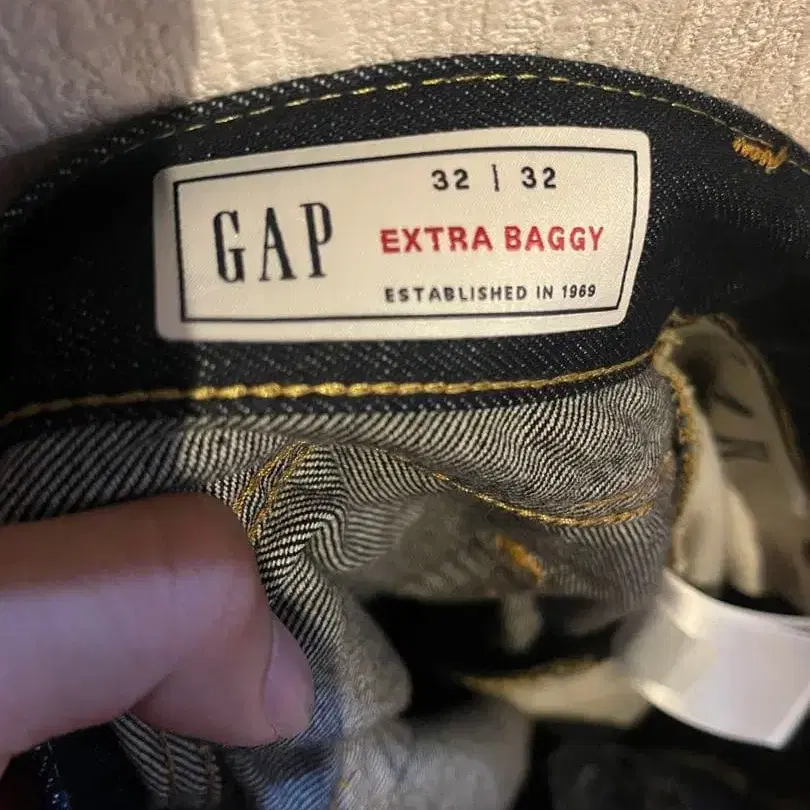 GAP
32 | 32
EXTRA BAGGY
ESTABLISHED IN 1969